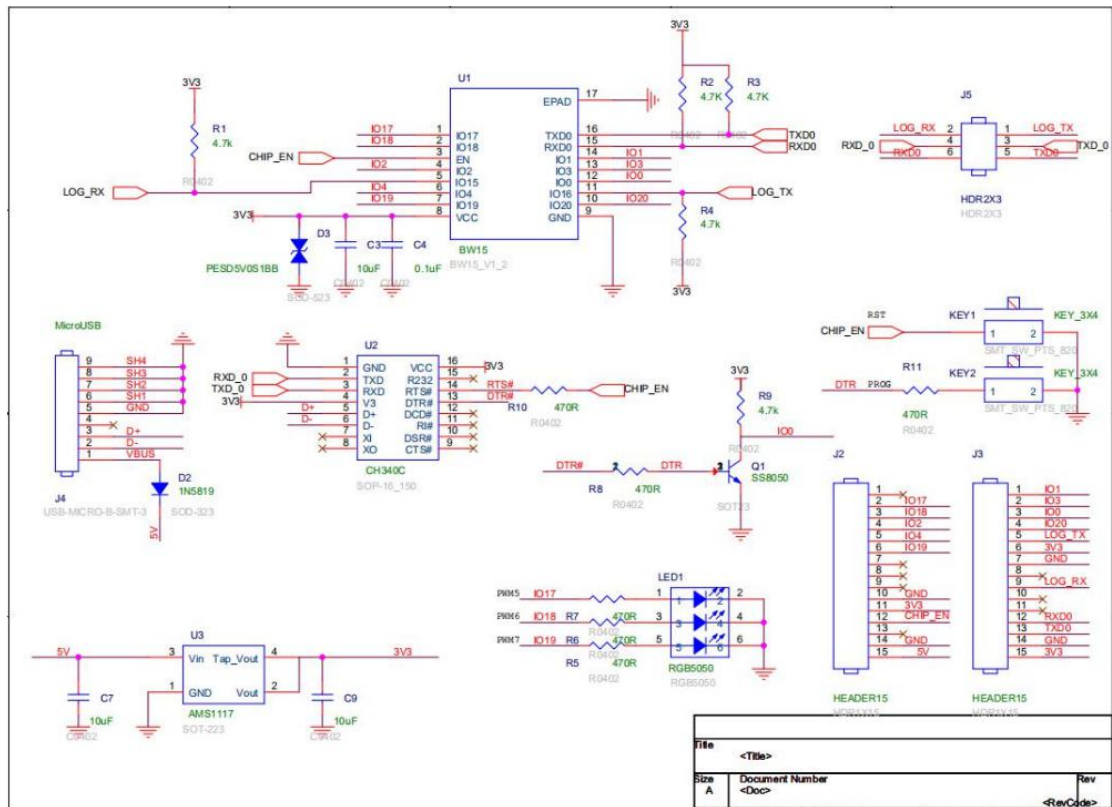 3V3
R1
4.7k
R0402
CHIP_EN
LOG_RX
IO17
IO18
IO2
IO4
IO19
U1
EPAD 17
1 IO17
2 IO18
3 EN
4 IO2
5 IO15
6 IO4
7 IO19
8 VCC
TXD0 16
RXD0 15
IO1 14
IO3 13
IO0 12
IO16 11
IO20 10
GND 9
BW15
BW15_V1_2
3V3
R2
4.7K
R3
4.7K
R0402
TXD0
RXD0
IO1
IO3
IO0
IO20
LOG_TX
R4
4.7k
R0402
3V3
J5
LOG_RX 2 1 LOG_TX
RXD_0 4 3 TXD_0
RXD0 6 5 TXD0
HDR2X3
HDR2X3
3V3
D3
PESD5V0S1BB
SOD-523
C3
10uF
C0402
C4
0.1uF
C0402
MicroUSB
9 SH4
8 SH3
7 SH2
6 SH1
5 GND
4
3 D+
2 D-
1 VBUS
J4
USB-MICRO-B-SMT-3
D2
1N5819
SOD-323
5V
U2
RXD_0
TXD_0
3V3
D+
D-
1 GND
2 TXD
3 RXD
4 V3
5 D+
6 D-
7 XI
8 XO
VCC 16
R232 15
RTS# 14
DTR# 13
DCD# 12
RI# 11
DSR# 10
CTS# 9
CH340C
SOP-16_150
3V3
RTS#
DTR#
R10
470R
R0402
CHIP_EN
3V3
R9
4.7k
R0402
IO0
DTR#
R8
470R
R0402
DTR
Q1
SS8050
SOT23
RST
CHIP_EN
KEY1
KEY_3X4
1 2
SMT_SW_PTS_820
R11
DTR PROG
470R
R0402
KEY2
KEY_3X4
1 2
SMT_SW_PTS_820
J2
1
2 IO17
3 IO18
4 IO2
5 IO4
6 IO19
7
8
9
10 GND
11 3V3
12 CHIP_EN
13
14 GND
15 5V
HEADER15
HDR1X15
J3
1 IO1
2 IO3
3 IO0
4 IO20
5 LOG_TX
6 3V3
7 GND
8
9 LOG_RX
10
11
12 RXD0
13 TXD0
14 GND
15 3V3
HEADER15
HDR1X15
LED1
PWM5 IO17
PWM6 IO18
PWM7 IO19
R7
470R
R0402
R6
470R
R0402
R5
470R
R0402
1 1 2 2
3 3 4 4
5 5 6 6
RGB5050
RGB5050
U3
5V
3 Vin Tap_Vout 4
1 GND Vout 2
3V3
AMS1117
SOT-223
C7
10uF
C0402
C9
10uF
C0402
Title
<Title>
Size
A
Document Number
<Doc>
Rev
<RevCode>